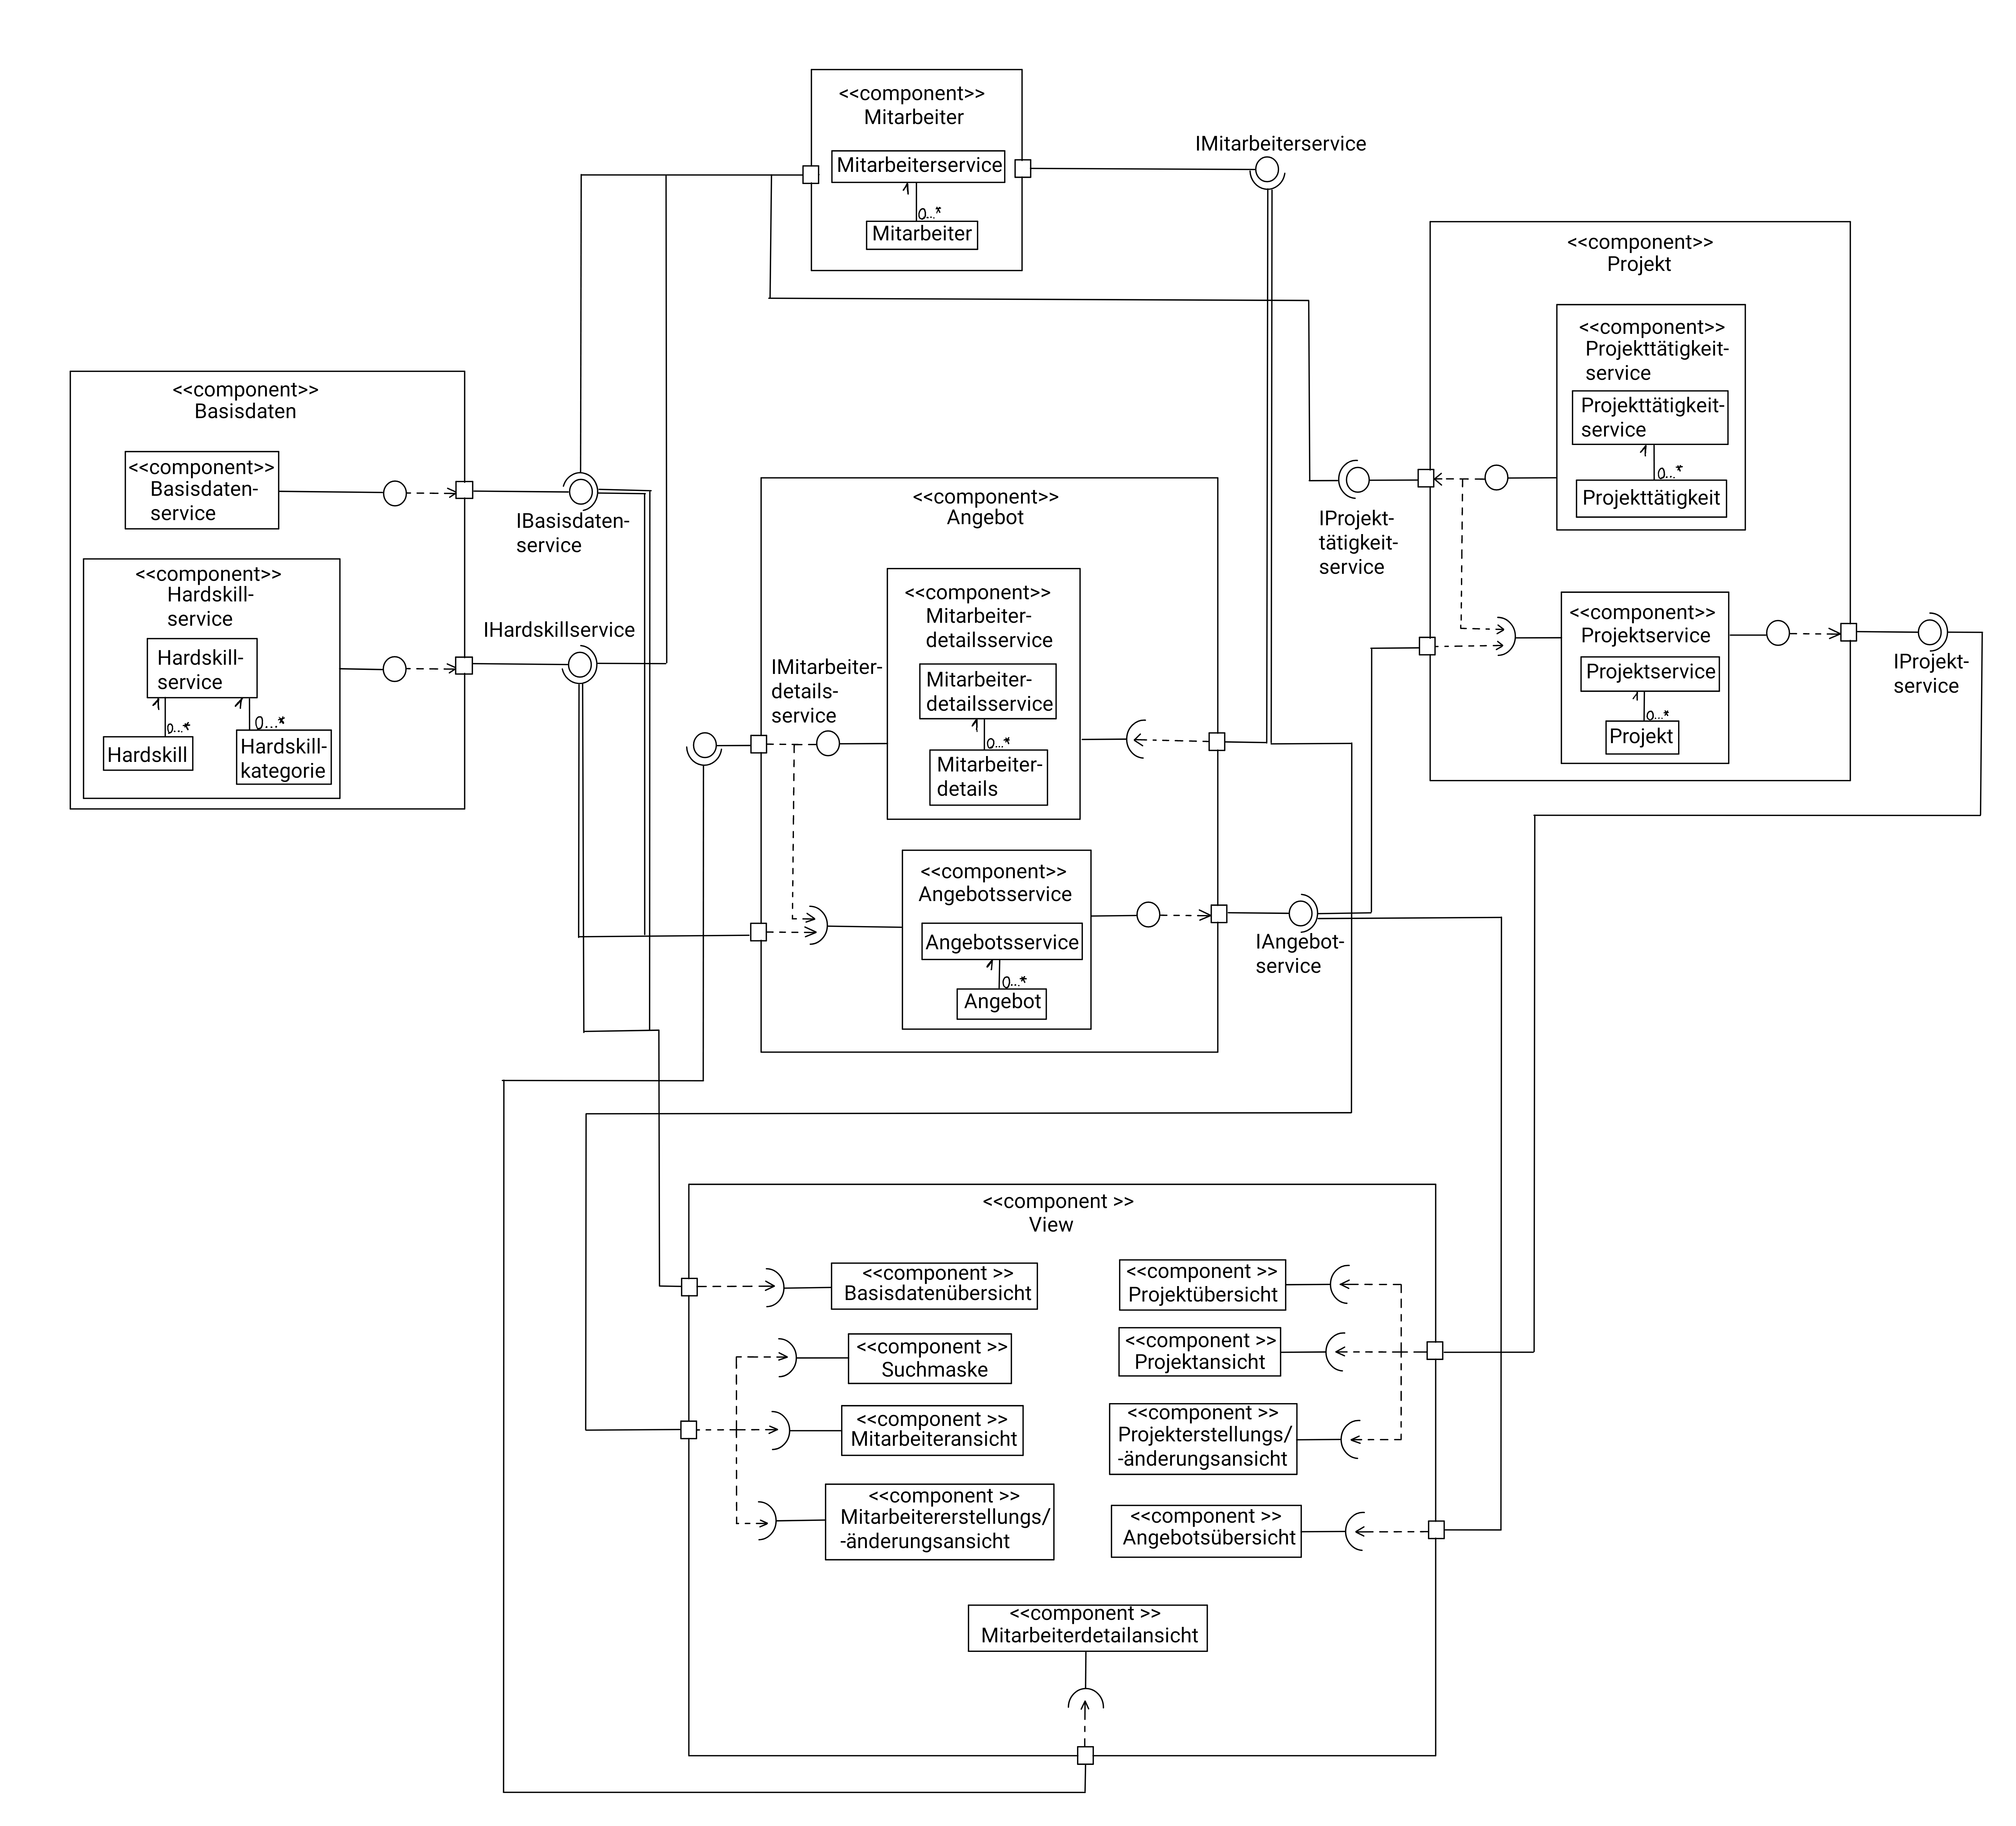 <<component>>
Mitarbeiter
Mitarbeiterservice
0...*
Mitarbeiter
IMitarbeiterservice
<<component>>
Projekt
<<component>>
Projekttätigkeit-
service
Projekttätigkeit-
service
0...*
Projekttätigkeit
IProjekt-
tätigkeit-
service
<<component>>
Projektservice
Projektservice
0...*
Projekt
IProjekt-
service
<<component>>
Basisdaten
<<component>>
Basisdaten-
service
IBasisdaten-
service
<<component>>
Hardskill-
service
Hardskill-
service
0...*
0...*
Hardskill
Hardskill-
kategorie
IHardskillservice
<<component>>
Angebot
<<component>>
Mitarbeiter-
detailsservice
Mitarbeiter-
detailsservice
0...*
Mitarbeiter-
details
IMitarbeiter-
details-
service
<<component>>
Angebotsservice
Angebotsservice
0...*
Angebot
IAngebot-
service
<<component >>
View
<<component >>
Basisdatenübersicht
<<component >>
Suchmaske
<<component >>
Mitarbeiteransicht
<<component >>
Mitarbeitererstellungs/
-änderungsansicht
<<component >>
Projektübersicht
<<component >>
Projektansicht
<<component >>
Projekterstellungs/
-änderungsansicht
<<component >>
Angebotsübersicht
<<component >>
Mitarbeiterdetailansicht